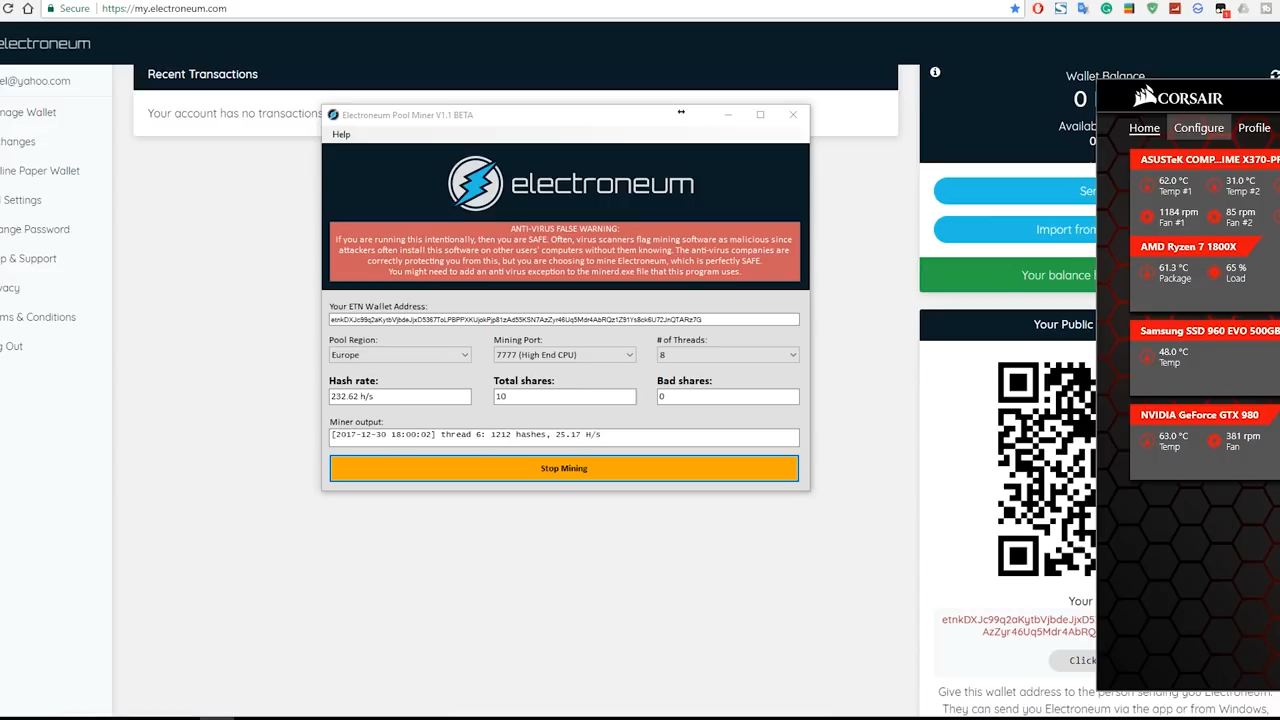 Secure https://my.electroneum.com
electroneum
el@yahoo.com
nage Wallet
changes
line Paper Wallet
l Settings
ange Password
p & Support
vacy
ms & Conditions
g Out
Recent Transactions
Your account has no transactions
Electroneum Pool Miner V1.1 BETA
Help
electroneum
ANTI-VIRUS FALSE WARNING:
If you are running this intentionally, then you are SAFE. Often, virus scanners flag mining software as malicious since
attackers often install this software on other users' computers without them knowing. The anti-virus companies are
correctly protecting you from this, but you are choosing to mine Electroneum, which is perfectly SAFE.
You might need to add an anti virus exception to the minerd.exe file that this program uses.
Your ETN Wallet Address:
Pool Region:
Mining Port:
# of Threads:
Europe
7777 (High End CPU)
8
Hash rate:
Total shares:
Bad shares:
232.62 h/s
10
0
Miner output:
[2017-12-30 18:00:02] thread 6: 1212 hashes, 25.17 H/s
Stop Mining
Wallet Balance
0
Availab
0
Sen
Import from
Your balance h
Your Public
Your
etnkDXJc99q2aKytbVjbdeJjxD5
AzZyr46Uq5Mdr4AbRQ
Click
Give this wallet address to the person sending you Electroneum.
They can send you Electroneum via the app or from Windows,
CORSAIR
Home
Configure
Profile
ASUSTeK COMP...IME X370-PR
62.0 °C
Temp #1
31.0 °C
Temp #2
1184 rpm
Fan #1
85 rpm
Fan #2
AMD Ryzen 7 1800X
61.3 °C
Package
65 %
Load
Samsung SSD 960 EVO 500GB
48.0 °C
Temp
NVIDIA GeForce GTX 980
63.0 °C
Temp
381 rpm
Fan